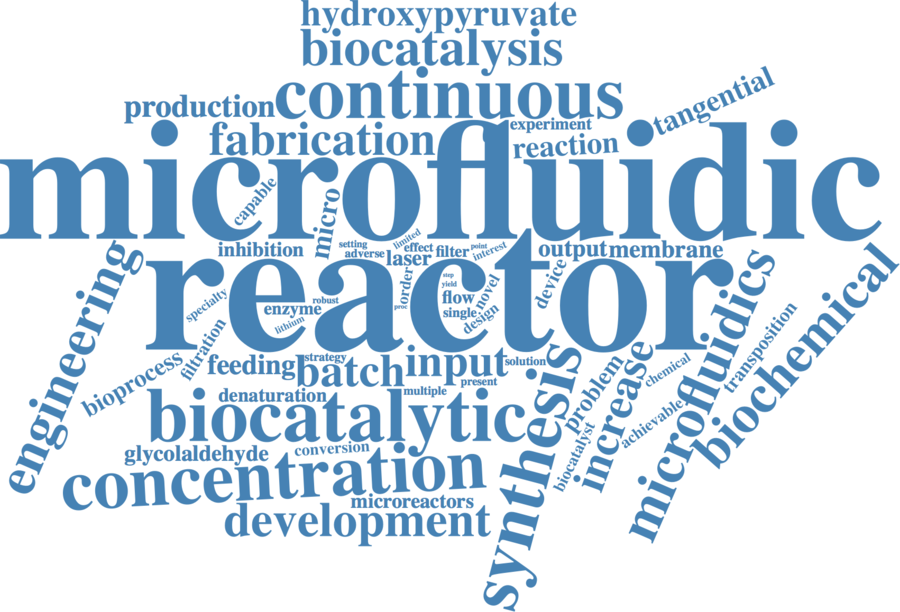 hydroxypyruvate
biocatalysis
continuous
production
tangential
fabrication
experiment
reaction
microfluidic
capable
micro
setting
limited
adverse
effect
laser
filter
point
interest
inhibition
output
membrane
reactor
engineering
specialty
enzyme
robust
lithium
order
proc
step
yield
flow
single
novel
design
device
microfluidics
biochemical
transposition
filtration
bioprocess
feeding
strategy
batch
input
solution
present
multiple
denaturation
biocatalytic
synthesis
problem
increase
chemical
achievable
biocatalyst
glycolaldehyde
conversion
concentration
microreactors
development